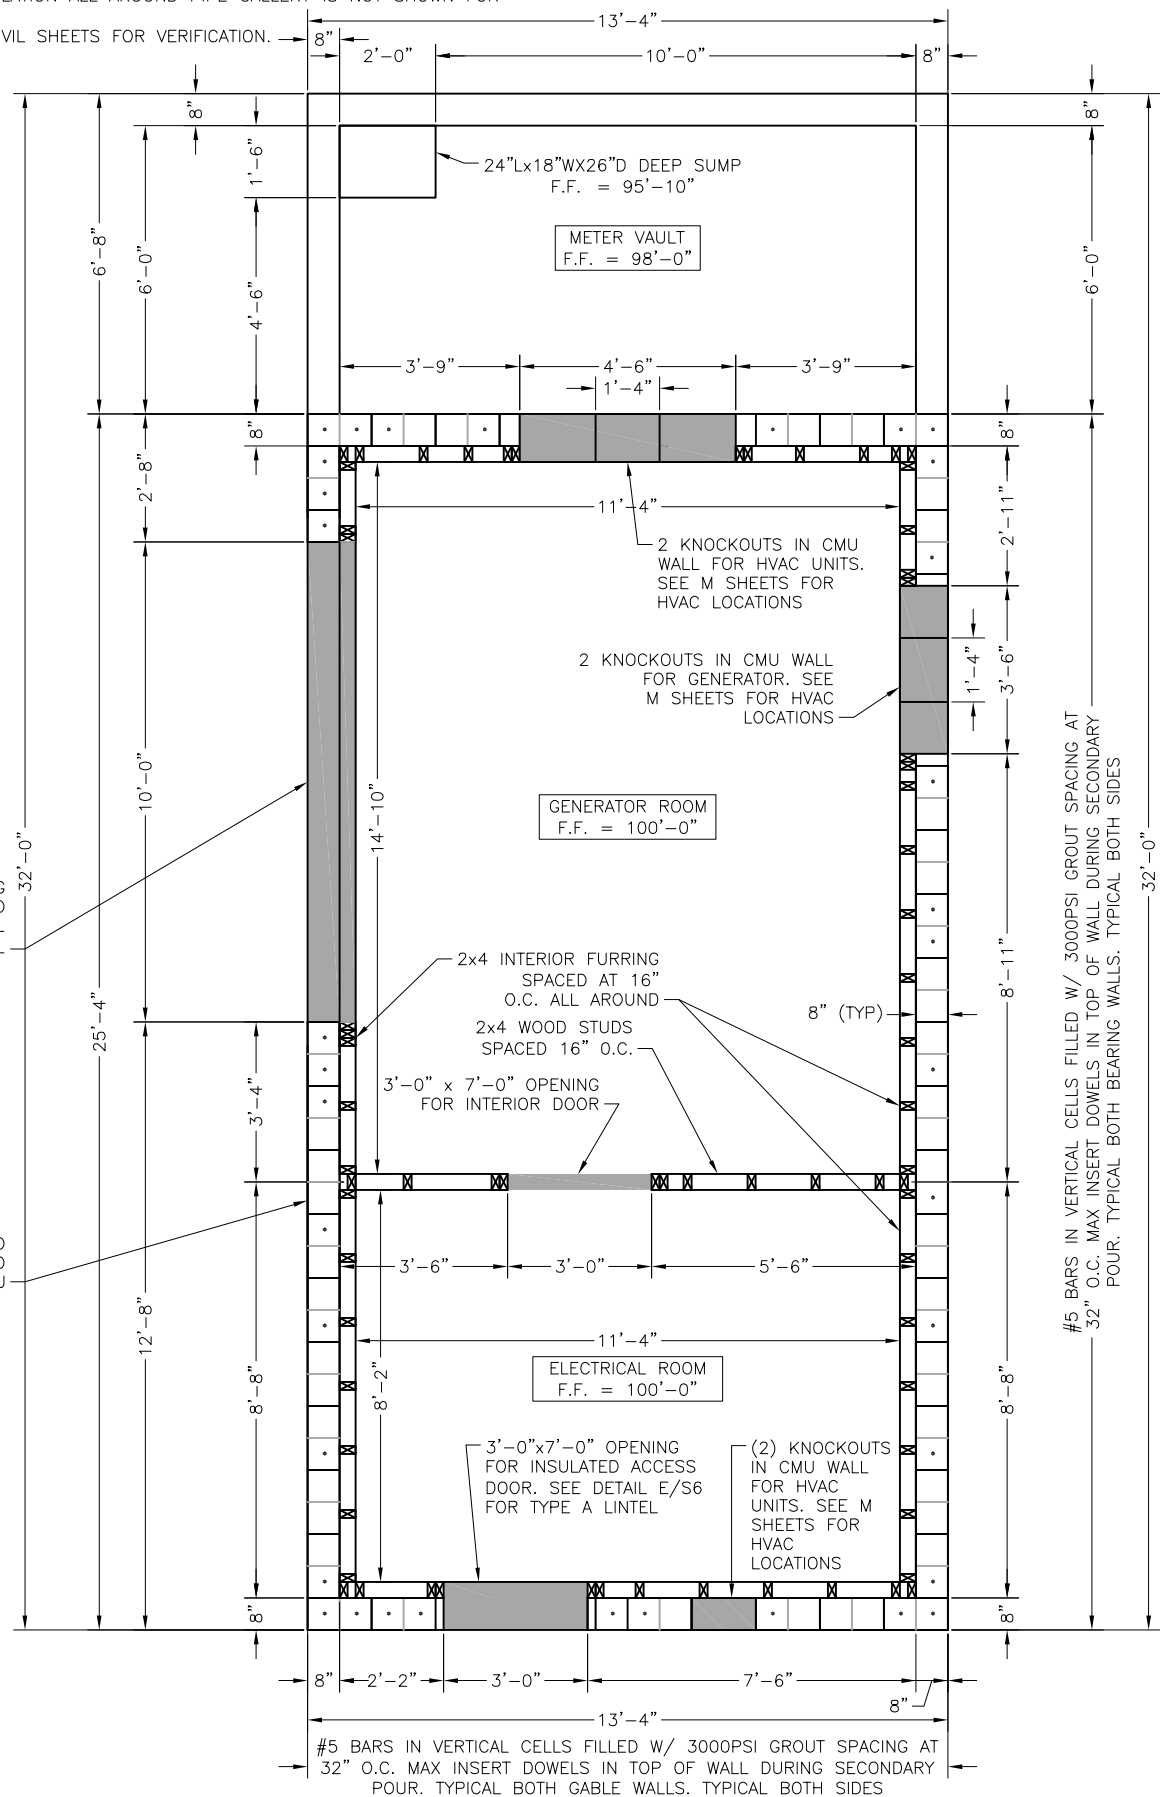 ELATION ALL AROUND PIPE GALLERY IS NOT SHOWN FOR
VIL SHEETS FOR VERIFICATION.
13'-4"
8"
2'-0"
10'-0"
8"
8"
8"
1'-6"
24"Lx18"WX26"D DEEP SUMP
F.F. = 95'-10"
METER VAULT
F.F. = 98'-0"
6'-8"
6'-0"
4'-6"
6'-0"
3'-9"
4'-6"
3'-9"
1'-4"
8"
8"
2'-8"
11'-4"
2'-11"
2 KNOCKOUTS IN CMU
WALL FOR HVAC UNITS.
SEE M SHEETS FOR
HVAC LOCATIONS
2 KNOCKOUTS IN CMU WALL
FOR GENERATOR. SEE
M SHEETS FOR HVAC
LOCATIONS
1'-4"
3'-6"
10'-0"
14'-10"
GENERATOR ROOM
F.F. = 100'-0"
32'-0"
32'-0"
25'-4"
2x4 INTERIOR FURRING
SPACED AT 16"
O.C. ALL AROUND
8'-11"
8" (TYP)
2x4 WOOD STUDS
SPACED 16" O.C.
3'-0" x 7'-0" OPENING
FOR INTERIOR DOOR
3'-4"
#5 BARS IN VERTICAL CELLS FILLED W/ 3000PSI GROUT SPACING AT
32" O.C. MAX INSERT DOWELS IN TOP OF WALL DURING SECONDARY
POUR. TYPICAL BOTH BEARING WALLS. TYPICAL BOTH SIDES
3'-6"
3'-0"
5'-6"
12'-8"
11'-4"
8'-8"
8'-2"
8'-8"
ELECTRICAL ROOM
F.F. = 100'-0"
3'-0"x7'-0" OPENING
FOR INSULATED ACCESS
DOOR. SEE DETAIL E/S6
FOR TYPE A LINTEL
(2) KNOCKOUTS
IN CMU WALL
FOR HVAC
UNITS. SEE M
SHEETS FOR
HVAC
LOCATIONS
8"
8"
8"
2'-2"
3'-0"
7'-6"
8"
13'-4"
#5 BARS IN VERTICAL CELLS FILLED W/ 3000PSI GROUT SPACING AT
32" O.C. MAX INSERT DOWELS IN TOP OF WALL DURING SECONDARY
POUR. TYPICAL BOTH GABLE WALLS. TYPICAL BOTH SIDES